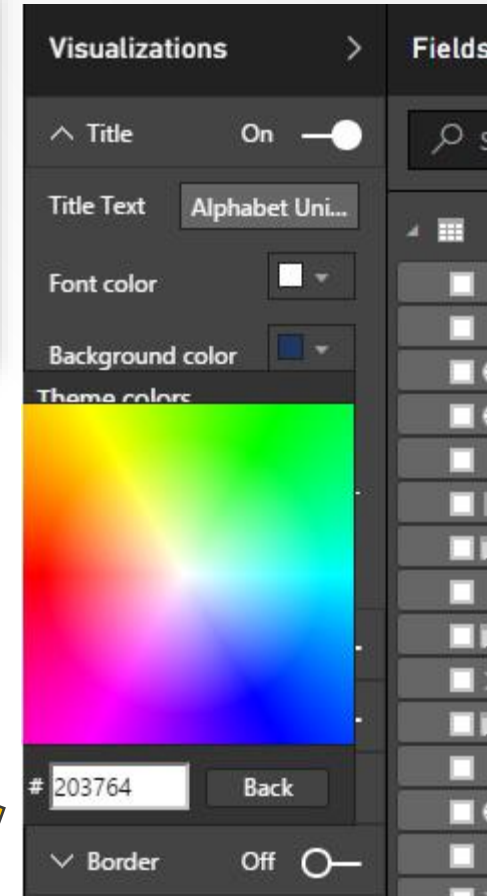 Visualizations
Fields
Title On
Title Text Alphabet Uni...
Font color
Background color
Theme colors
# 203764 Back
Border Off